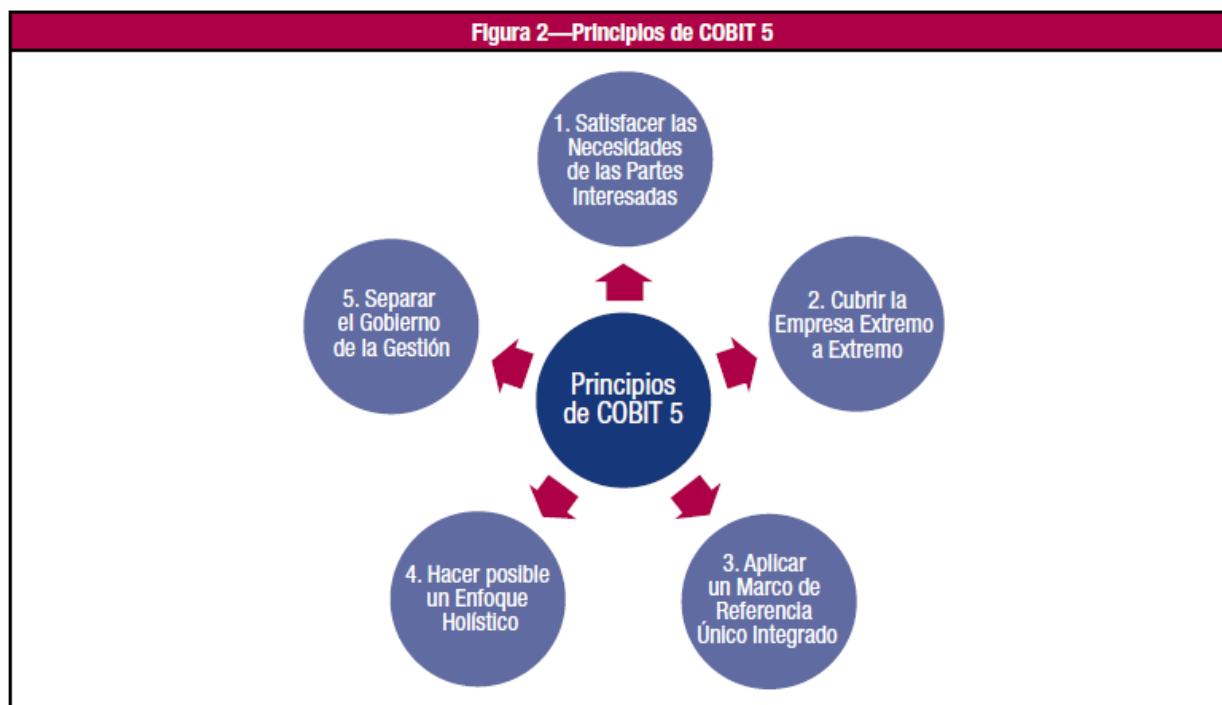 Figura 2—Principios de COBIT 5
1. Satisfacer las
Necesidades
de las Partes
Interesadas
2. Cubrir la
Empresa Extremo
a Extremo
3. Aplicar
un Marco de
Referencia
Único Integrado
4. Hacer posible
un Enfoque
Holístico
5. Separar
el Gobierno
de la Gestión
Principios
de COBIT 5